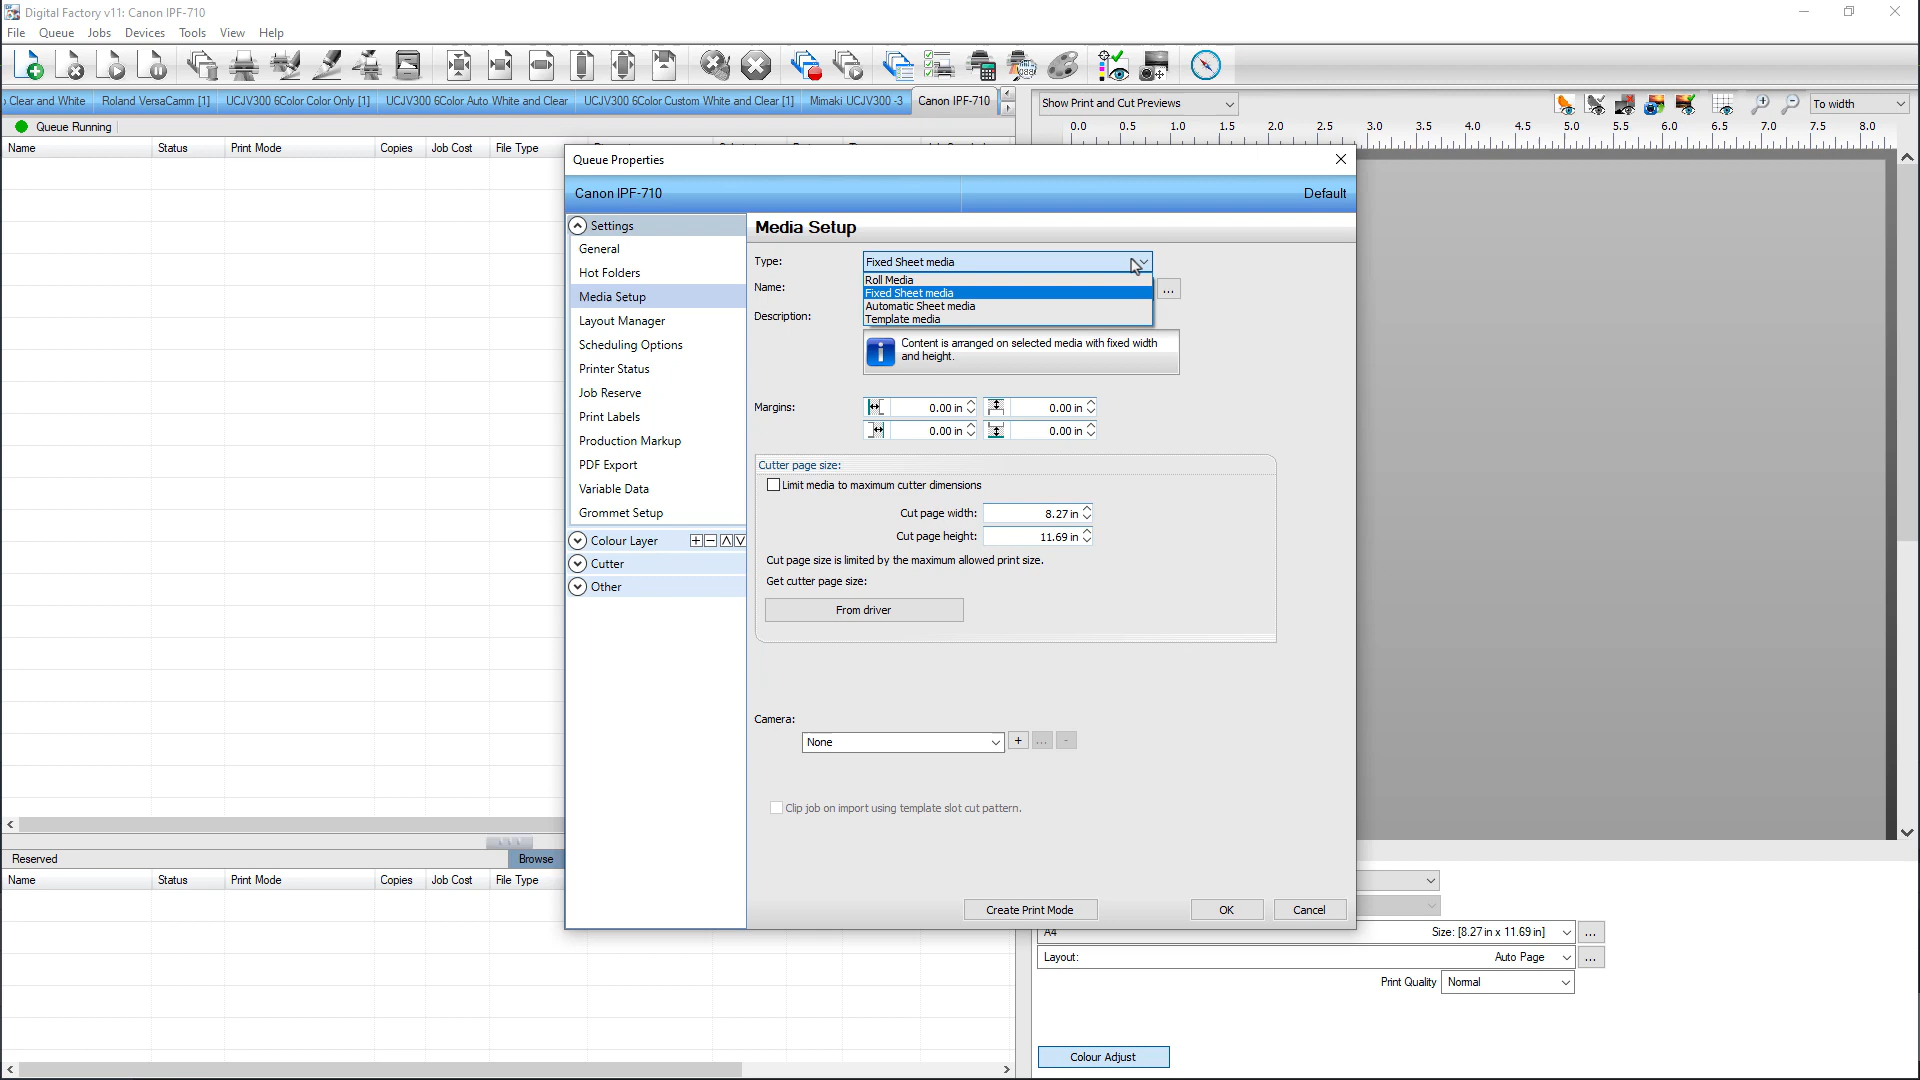 Digital Factory v11: Canon IPF-710
File Queue Jobs Devices Tools View Help
Clear and White Roland VersaCamm [1] UCJV300 6Color Color Only [1] UCJV300 6Color Auto White and Clear UCJV300 6Color Custom White and Clear [1] Mimaki UCJV300 -3 Canon IPF-710
Show Print and Cut Previews To width
Queue Running
0.0 0.5 1.0 1.5 2.0 2.5 3.0 3.5 4.0 4.5 5.0 5.5 6.0 6.5 7.0 7.5 8.0
Name Status Print Mode Copies Job Cost File Type
Queue Properties
Canon IPF-710 Default
Settings
General
Hot Folders
Media Setup
Layout Manager
Scheduling Options
Printer Status
Job Reserve
Print Labels
Production Markup
PDF Export
Variable Data
Grommet Setup
Colour Layer
Cutter
Other
Media Setup
Type: Fixed Sheet media
Roll Media
Fixed Sheet media
Automatic Sheet media
Template media
Name: ...
Description:
Content is arranged on selected media with fixed width
and height.
Margins: 0.00 in 0.00 in
0.00 in 0.00 in
Cutter page size:
Limit media to maximum cutter dimensions
Cut page width: 8.27 in
Cut page height: 11.69 in
Cut page size is limited by the maximum allowed print size.
Get cutter page size:
From driver
Camera:
None + ... -
Clip job on import using template slot cut pattern.
Create Print Mode OK Cancel
Reserved Browse
Name Status Print Mode Copies Job Cost File Type
A4 Size: [8.27 in x 11.69 in] ...
Layout: Auto Page ...
Print Quality Normal
Colour Adjust